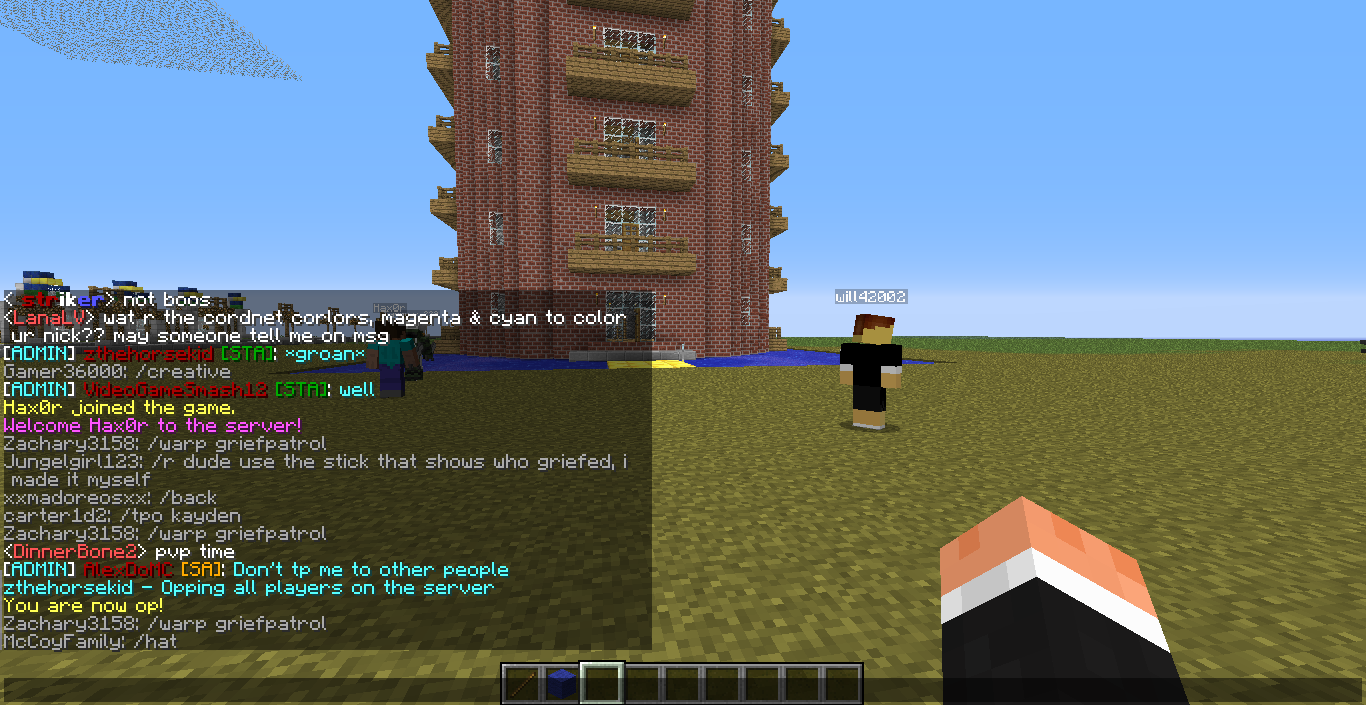 < striker> not boos
Hax0r
will42002
<LanaLV> wat r the cordnet corlors, magenta & cyan to color
ur nick?? may someone tell me on msg
[ADMIN] zthehorsekid [STA]: *groan*
Gamer36000: /creative
[ADMIN] VideoGameSmash12 [STA]: well
Hax0r joined the game.
Welcome Hax0r to the server!
Zachary3158: /warp griefpatrol
Jungelgirl123: /r dude use the stick that shows who griefed, i
made it myself
xxmadoreosxx: /back
carter1d2: /tpo kayden
Zachary3158: /warp griefpatrol
<DinnerBone2> pvp time
[ADMIN] AlexDoMC [SA]: Don't tp me to other people
zthehorsekid - Opping all players on the server
You are now op!
Zachary3158: /warp griefpatrol
McCoyFamily: /hat